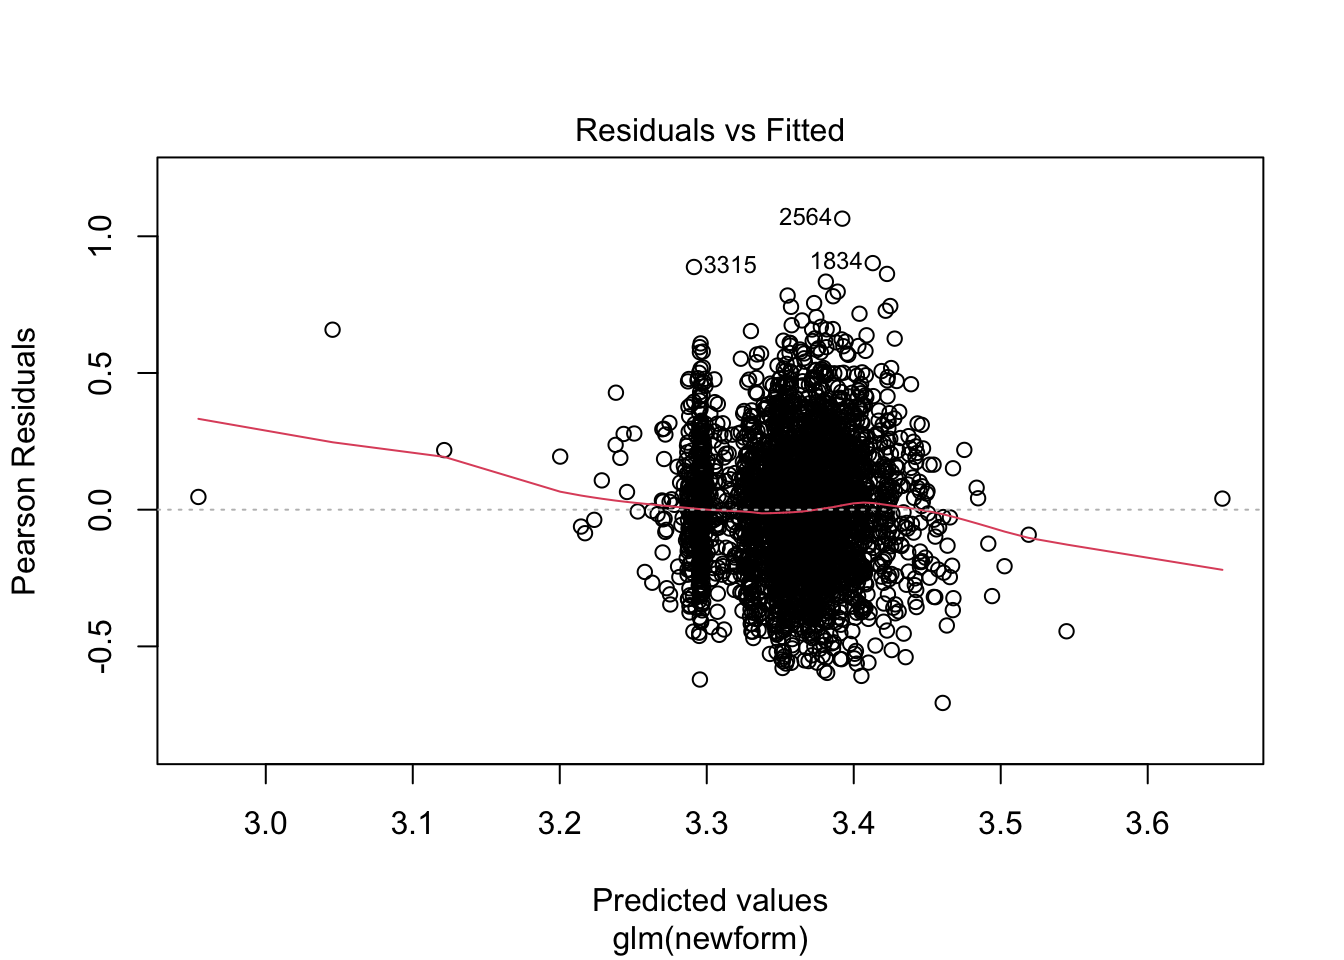 Residuals vs Fitted
Pearson Residuals
1.0
0.5
0.0
-0.5
2564
3315
1834
3.0 3.1 3.2 3.3 3.4 3.5 3.6
Predicted values
glm(newform)